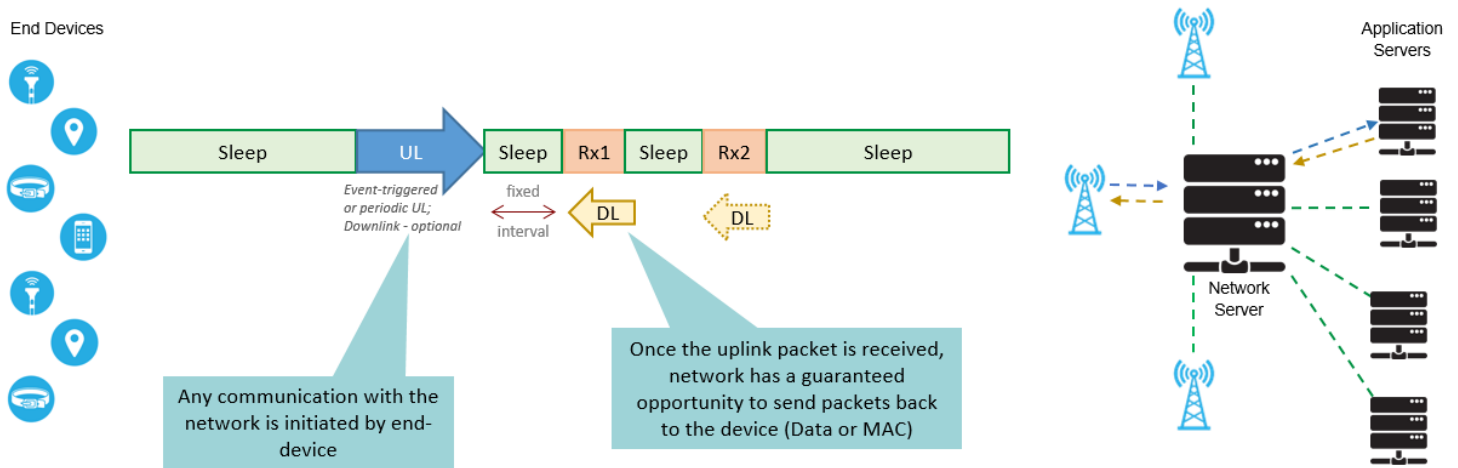 End Devices
Application
Servers
Sleep
UL
Sleep
Rx1
Sleep
Rx2
Sleep
Event-triggered
or periodic UL;
Downlink - optional
fixed
interval
DL
DL
Network
Server
Any communication with the
network is initiated by end-
device
Once the uplink packet is received,
network has a guaranteed
opportunity to send packets back
to the device (Data or MAC)